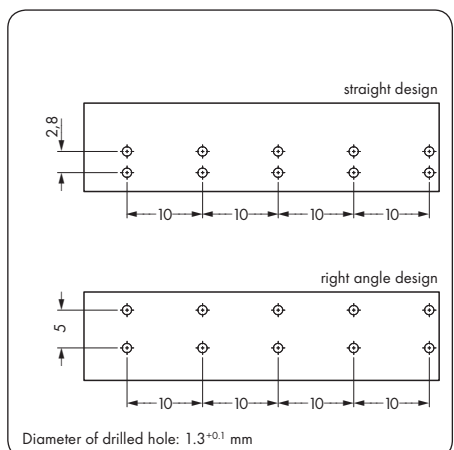 straight design
2,8
10 10 10 10
right angle design
5
10 10 10 10
Diameter of drilled hole: 1.3+0.1 mm